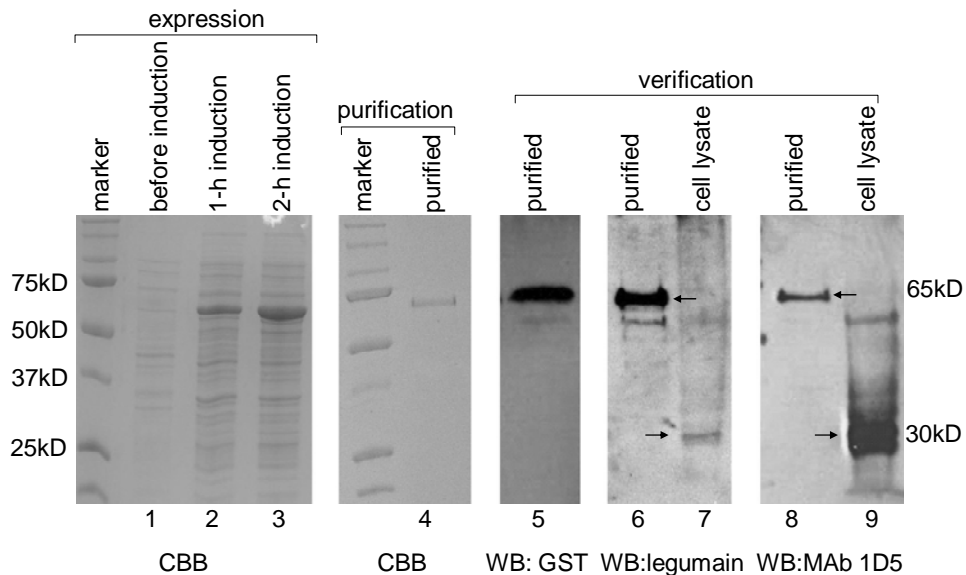 expression
verification
purification
marker
before induction
1-h induction
2-h induction
marker
purified
purified
purified
cell lysate
purified
cell lysate
75kD
50kD
37kD
25kD
65kD
30kD
1 2 3 4 5 6 7 8 9
CBB CBB WB: GST WB:legumain WB:MAb 1D5